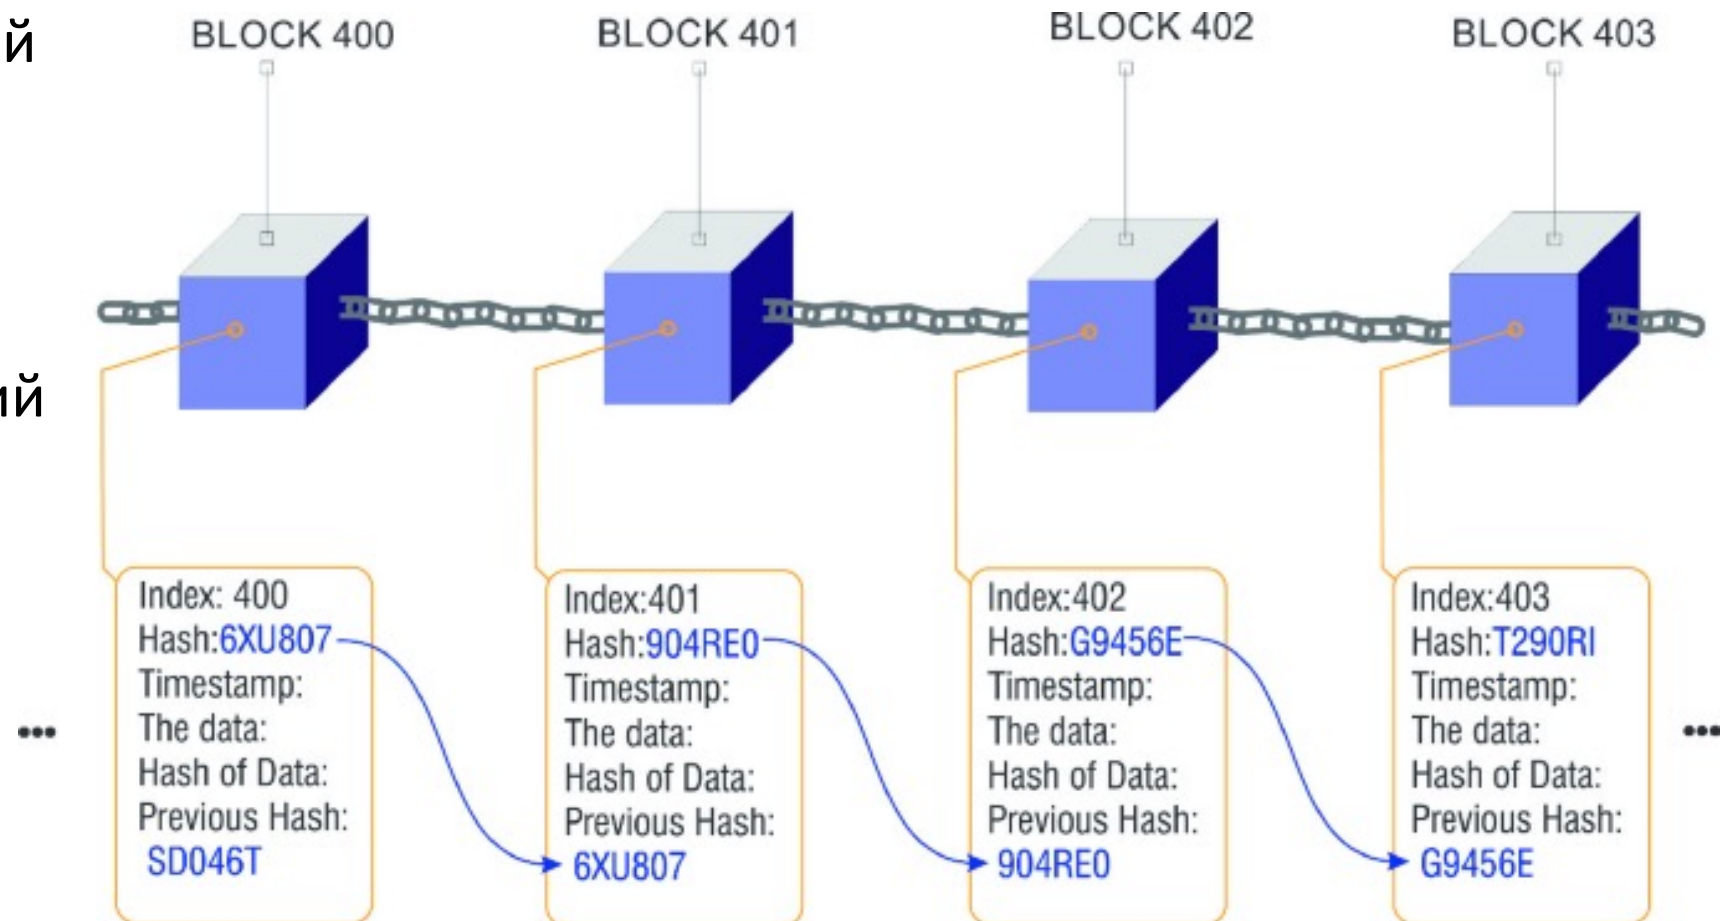 й
BLOCK 400
BLOCK 401
BLOCK 402
BLOCK 403
ий
Index: 400
Hash:6XU807
Timestamp:
The data:
Hash of Data:
Previous Hash:
SD046T
Index:401
Hash:904RE0
Timestamp:
The data:
Hash of Data:
Previous Hash:
6XU807
Index:402
Hash:G9456E
Timestamp:
The data:
Hash of Data:
Previous Hash:
904RE0
Index:403
Hash:T290RI
Timestamp:
The data:
Hash of Data:
Previous Hash:
G9456E
•••
•••